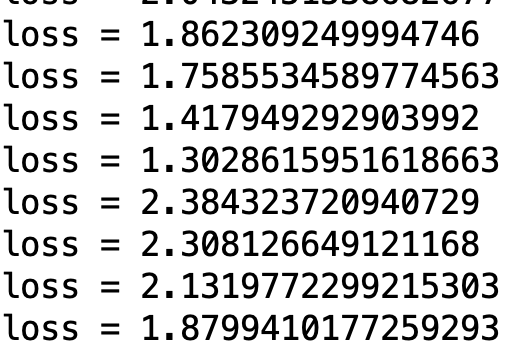 loss = 1.862309249994746
loss = 1.7585534589774563
loss = 1.417949292903992
loss = 1.3028615951618663
loss = 2.384323720940729
loss = 2.308126649121168
loss = 2.1319772299215303
loss = 1.8799410177259293